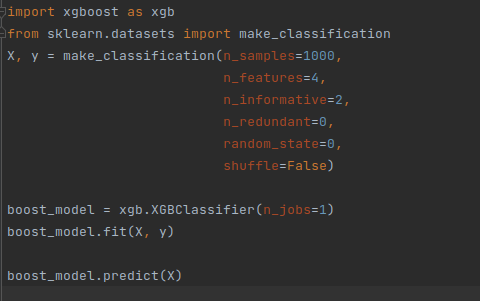 import xgboost as xgb
from sklearn.datasets import make_classification
X, y = make_classification(n_samples=1000,
n_features=4,
n_informative=2,
n_redundant=0,
random_state=0,
shuffle=False)
boost_model = xgb.XGBClassifier(n_jobs=1)
boost_model.fit(X, y)
boost_model.predict(X)